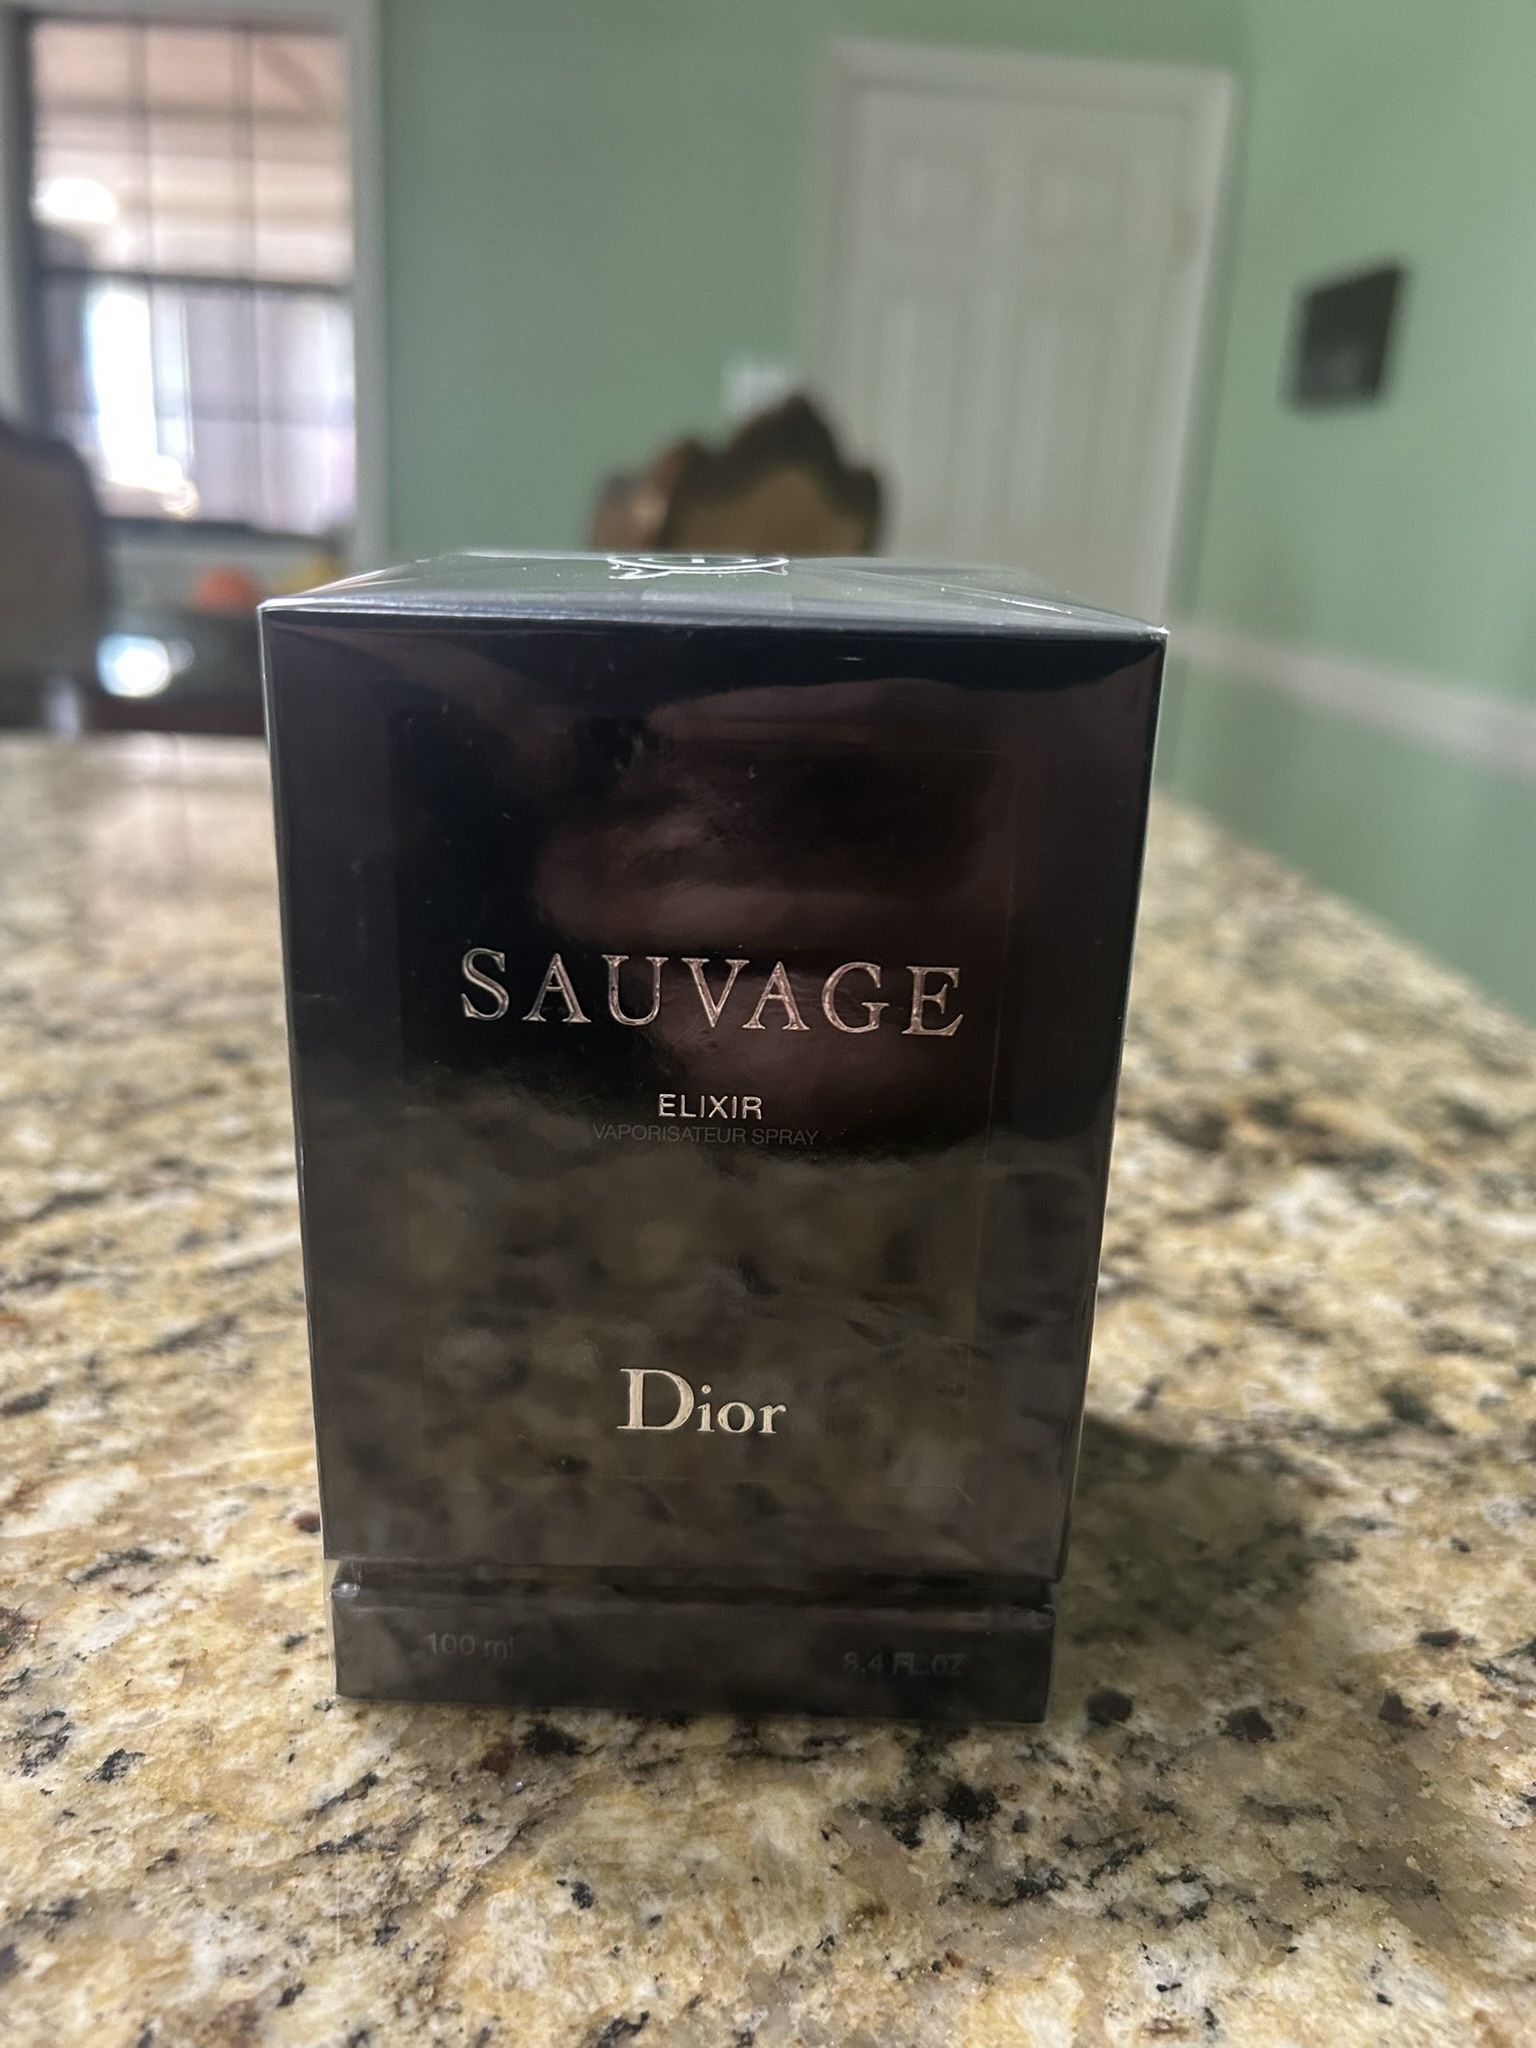 SAUVAGE
ELIXIR
VAPORISATEUR SPRAY
Dior
100 ml
3.4 FL.OZ